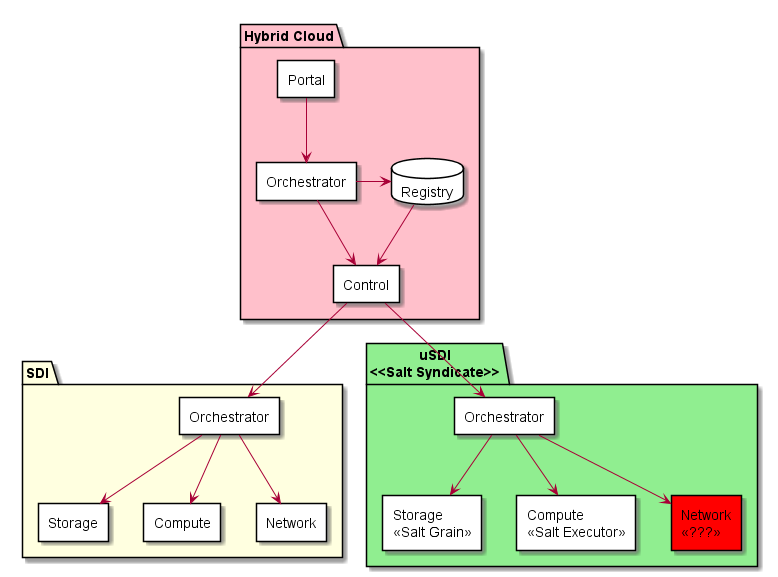 Hybrid Cloud
Portal
Orchestrator
Registry
Control
SDI
Orchestrator
Storage
Compute
Network
uSDI
<<Salt Syndicate>>
Orchestrator
Storage
«Salt Grain»
Compute
«Salt Executor»
Network
«???»